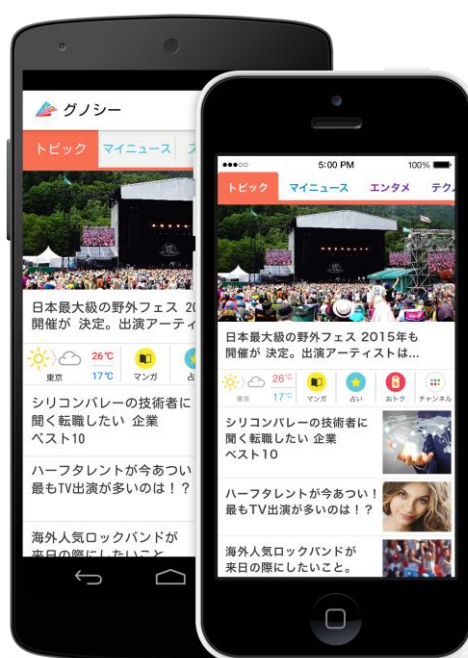 グノシー
トピック マイニュース
日本最大級の野外フェス 20
開催が 決定。出演アーティ
26℃
17℃
東京 マンガ 占
シリコンバレーの技術者に
聞く転職したい 企業
ベスト10
ハーフタレントが今あつい
最もTV出演が多いのは！？
海外人気ロックバンドが
来日の際にしたいこと
5:00 PM 100%
トピック マイニュース エンタメ テクノ
日本最大級の野外フェス 2015年も
開催が 決定。出演アーティストは...
26℃
17℃
東京 マンガ 占い おトク チャンネル
シリコンバレーの技術者に
聞く転職したい 企業
ベスト10
ハーフタレントが今あつい！
最もTV出演が多いのは！？
海外人気ロックバンドが
来日の際にしたいこと。